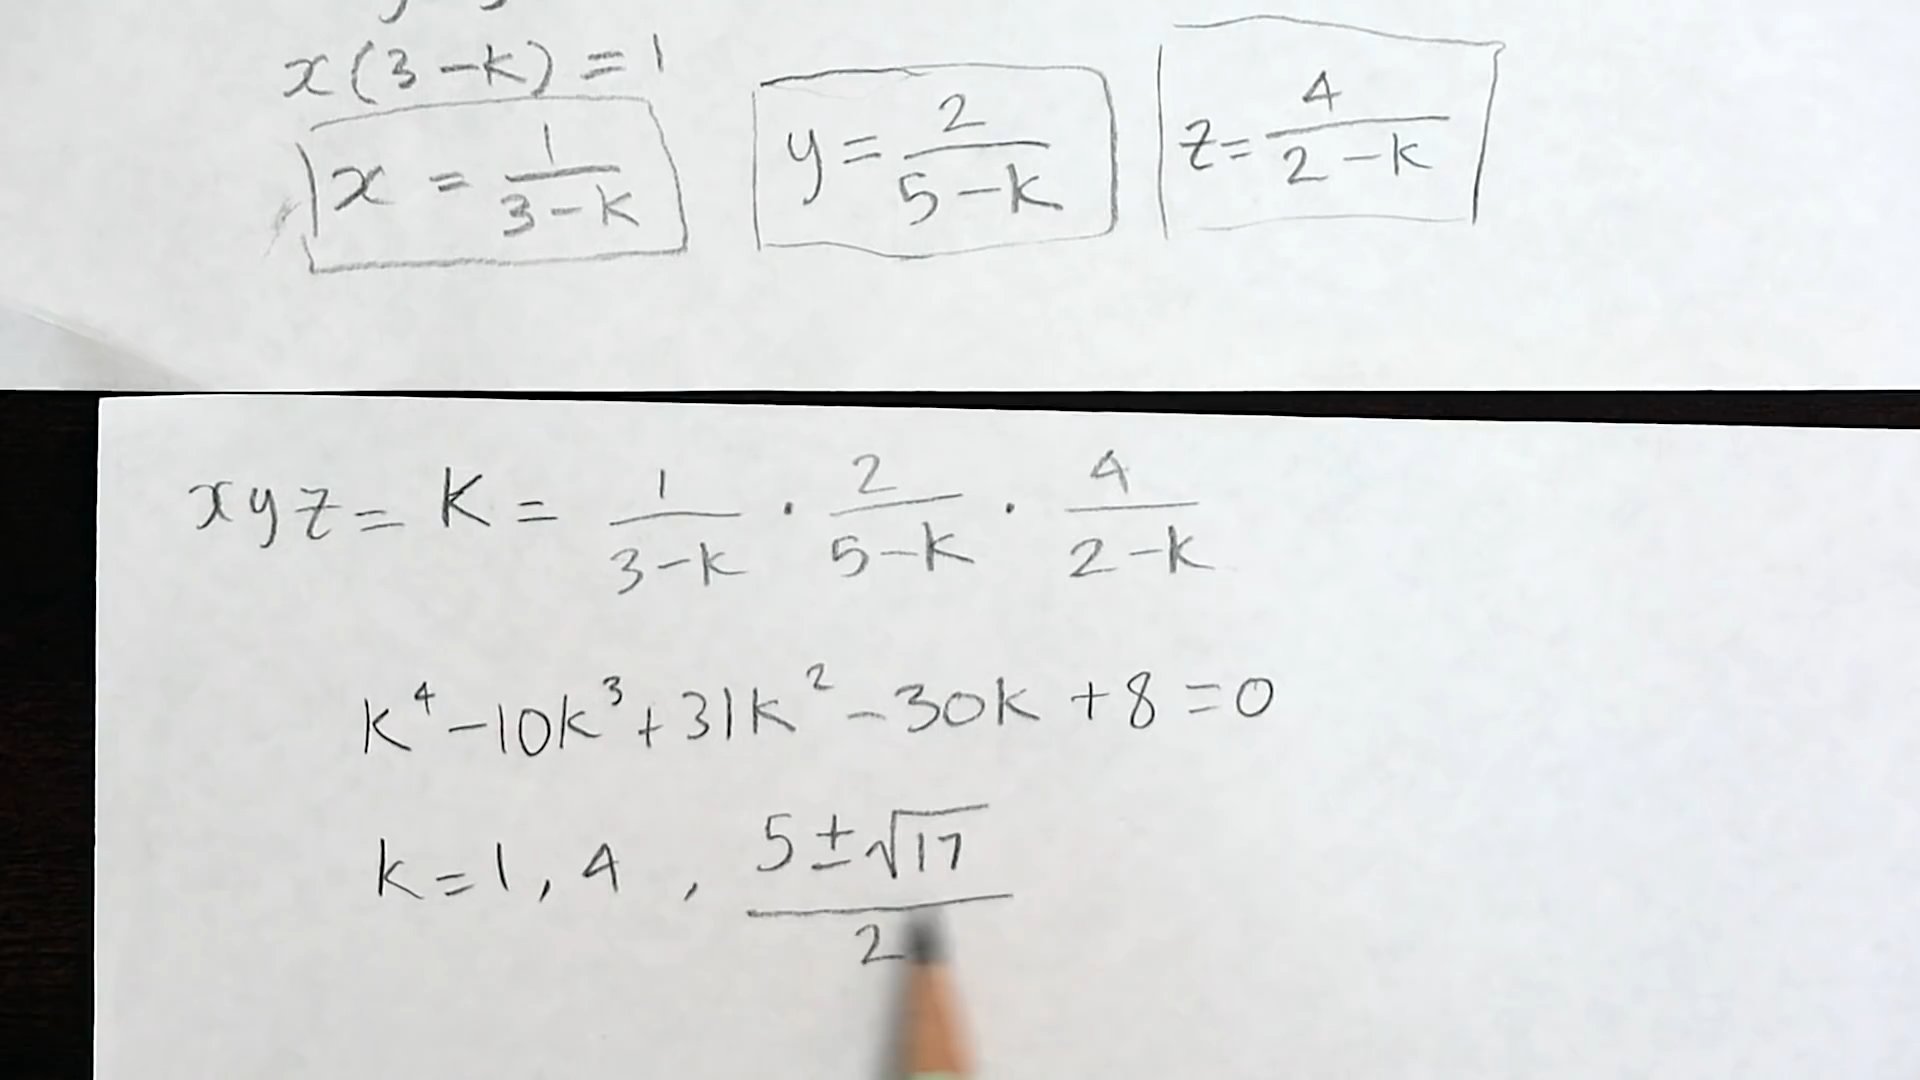 x(3-k) = 1
x = 1/(3-k)
y = 2/(5-k)
z = 4/(2-k)
xyz = K = 1/(3-k) · 2/(5-k) · 4/(2-k)
k⁴-10k³+31k²-30k+8=0
k=1, 4, (5±√17)/2